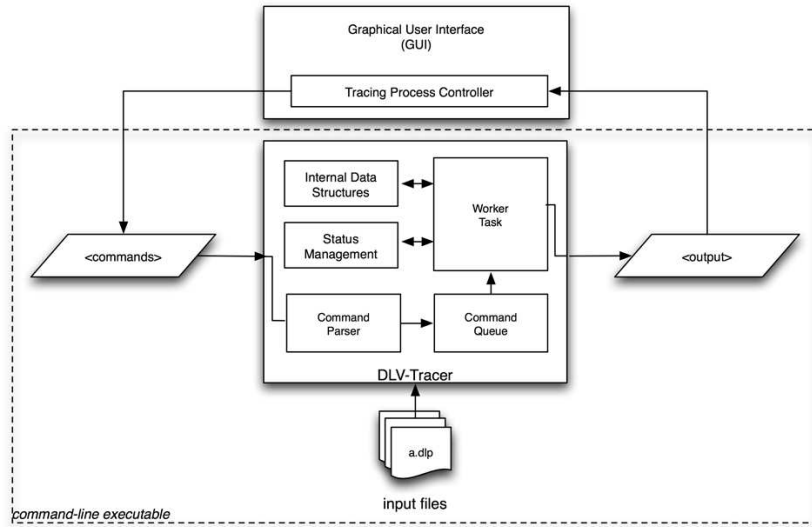 Graphical User Interface
(GUI)
Tracing Process Controller
Internal Data
Structures
Worker
Task
Status
Management
<commands>
<output>
Command
Parser
Command
Queue
DLV-Tracer
a.dlp
input files
command-line executable